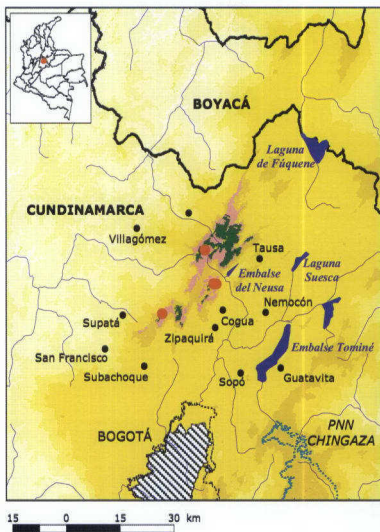 BOYACÁ
Laguna
de Fúquene
CUNDINAMARCA
Villagómez
Tausa
Embalse
del Neusa
Laguna
Suesca
Supatá
Cogua
Nemocón
Zipaquirá
San Francisco
Embalse Tominé
Subachoque
Sopó
Guatavita
BOGOTÁ
PNN
CHINGAZA
15 0 15 30 km